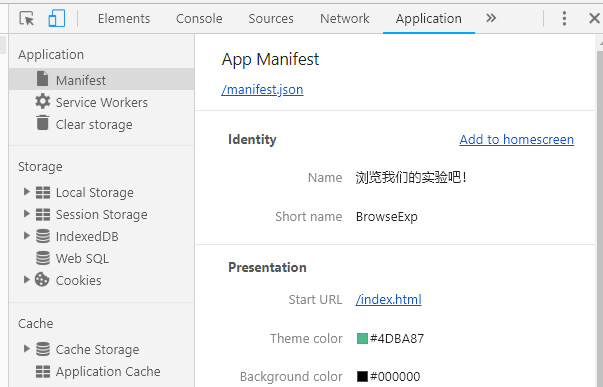 Elements Console Sources Network Application »
Application
Manifest
Service Workers
Clear storage
Storage
Local Storage
Session Storage
IndexedDB
Web SQL
Cookies
Cache
Cache Storage
Application Cache
App Manifest
/manifest.json
Identity Add to homescreen
Name 浏览我们的实验吧!
Short name BrowseExp
Presentation
Start URL /index.html
Theme color #4DBA87
Background color #000000